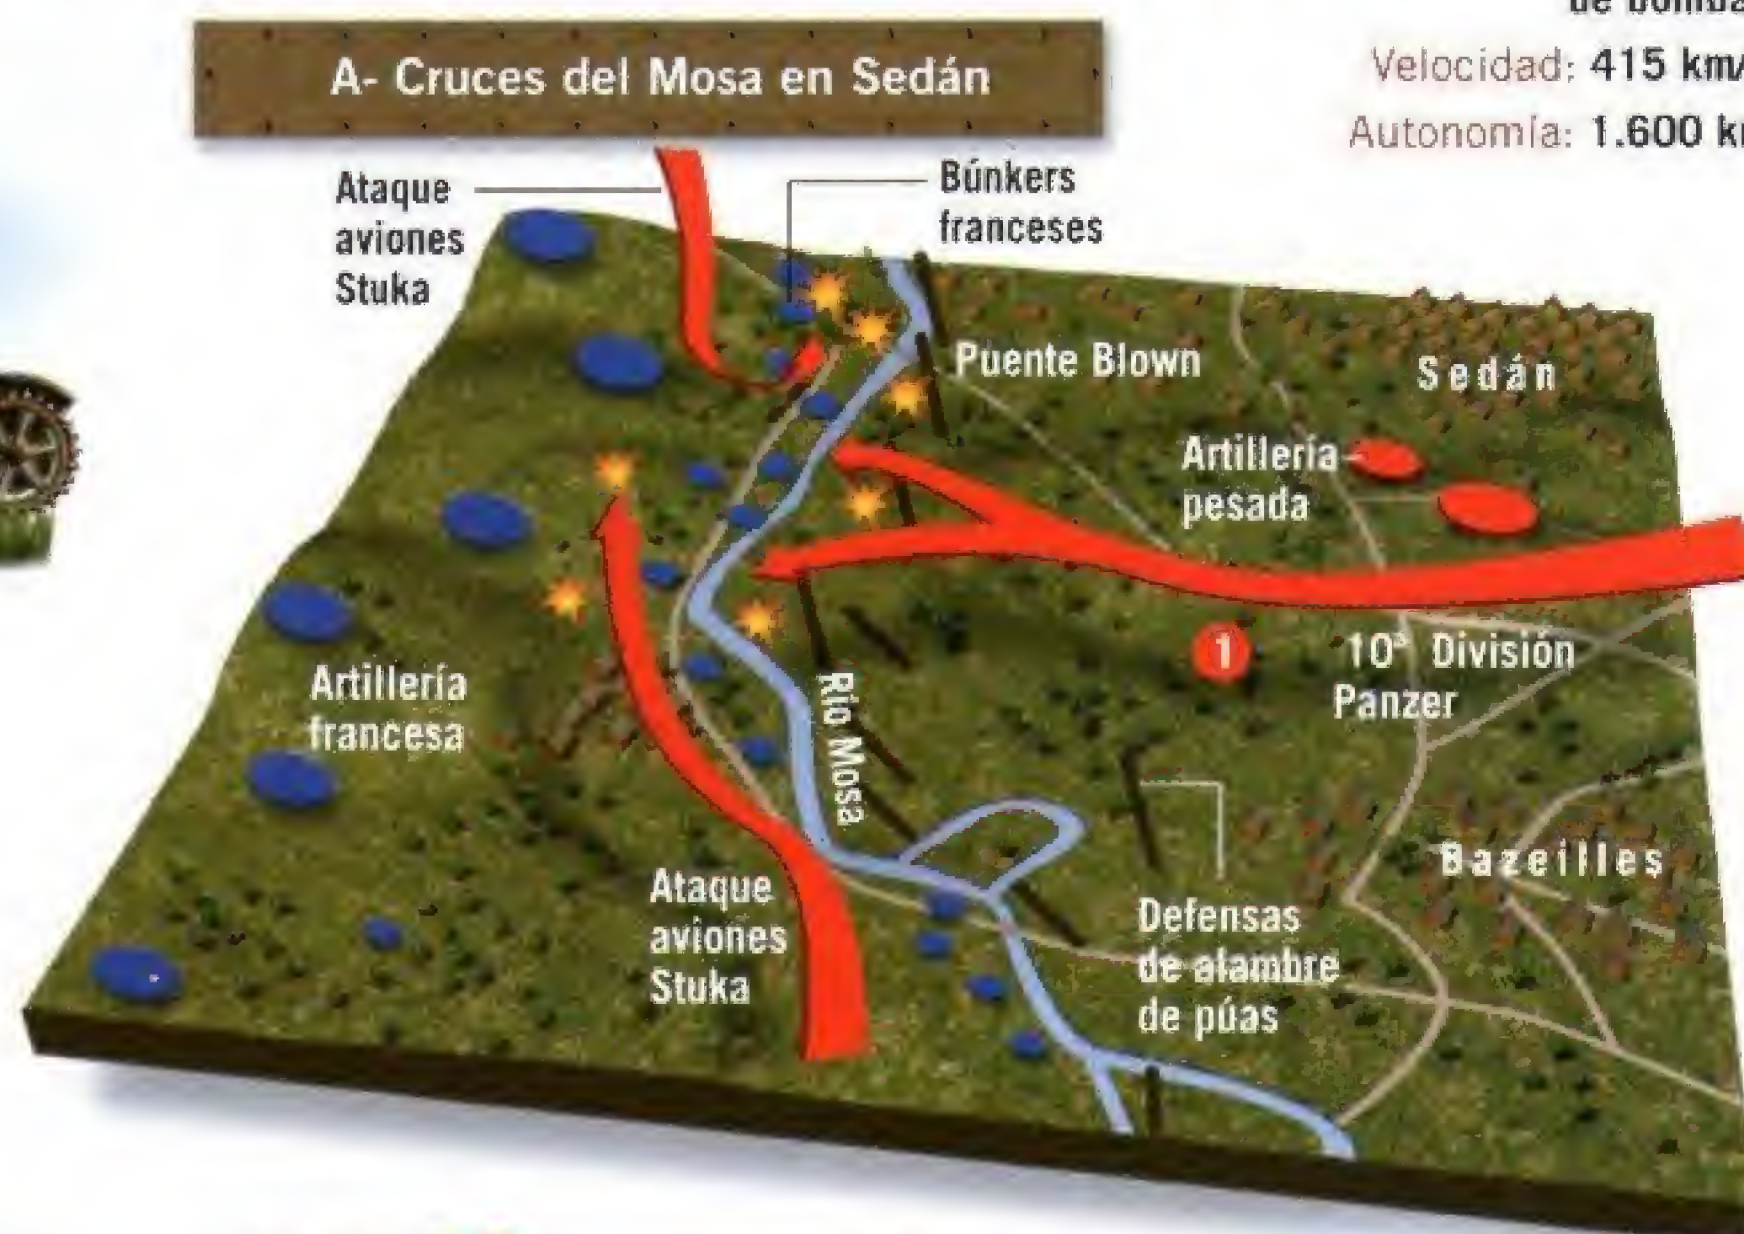 de bomba
Velocidad: 415 km/
Autonomía: 1.600 k
A- Cruces del Mosa en Sedán
Ataque
aviones
Stuka
Búnkers
franceses
Puente Blown
Sedán
Artillería
pesada
1
10ª División
Panzer
Artillería
francesa
Río Mosa
Bazeilles
Ataque
aviones
Stuka
Defensas
de alambre
de púas